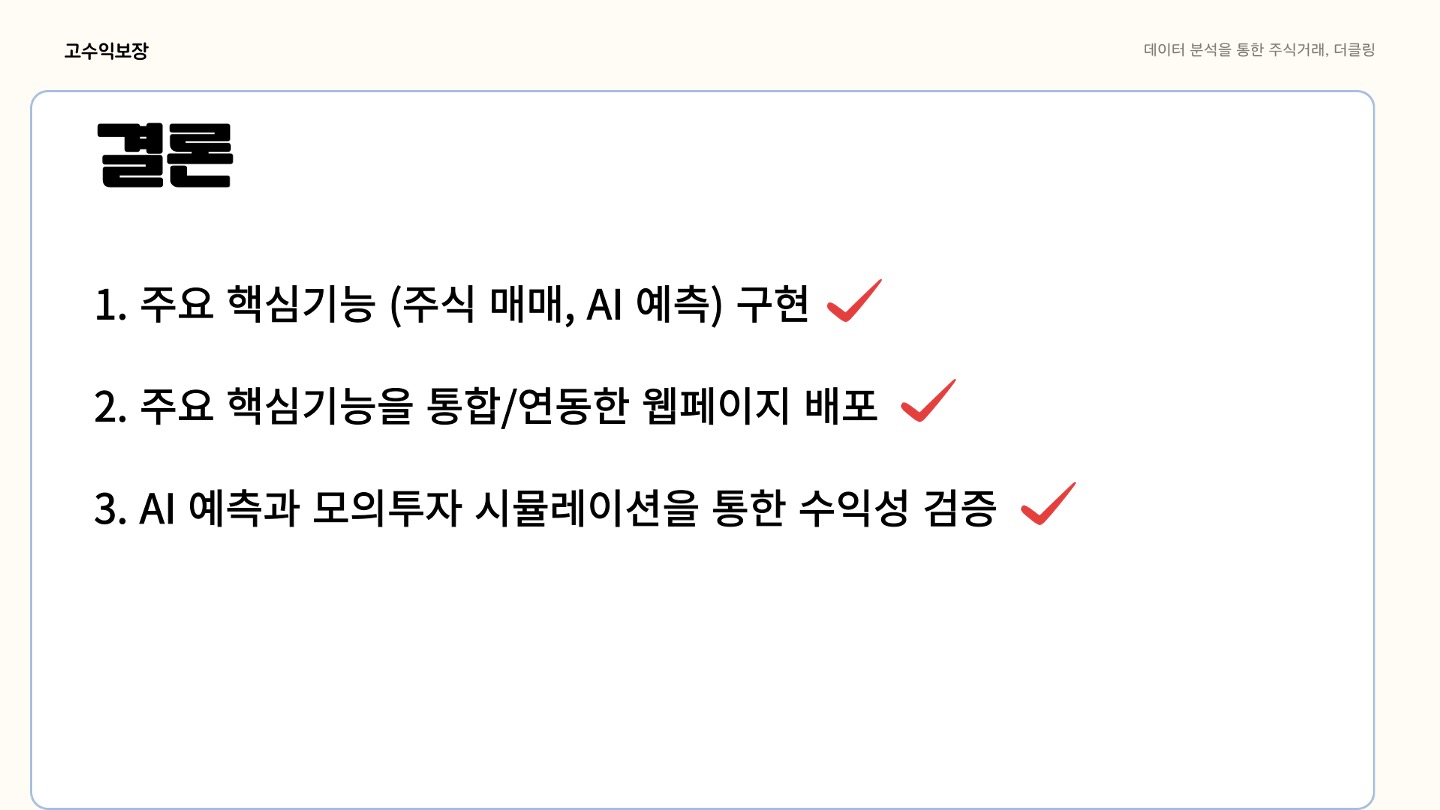 고수익보장
데이터 분석을 통한 주식거래, 더클링
결론
1. 주요 핵심기능 (주식 매매, AI 예측) 구현
2. 주요 핵심기능을 통합/연동한 웹페이지 배포
3. AI 예측과 모의투자 시뮬레이션을 통한 수익성 검증